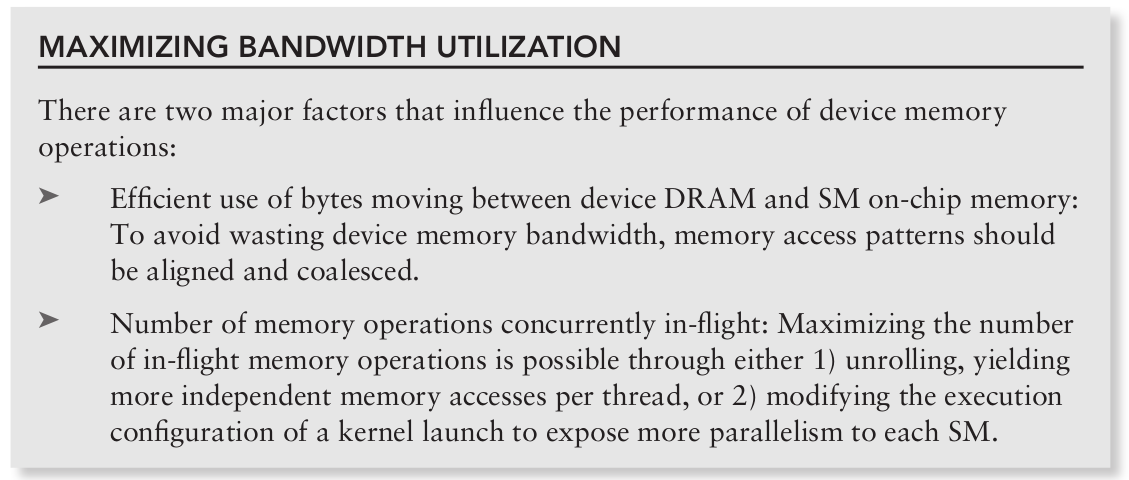 MAXIMIZING BANDWIDTH UTILIZATION
There are two major factors that influence the performance of device memory
operations:
➤ Efficient use of bytes moving between device DRAM and SM on-chip memory:
To avoid wasting device memory bandwidth, memory access patterns should
be aligned and coalesced.
➤ Number of memory operations concurrently in-flight: Maximizing the number
of in-flight memory operations is possible through either 1) unrolling, yielding
more independent memory accesses per thread, or 2) modifying the execution
configuration of a kernel launch to expose more parallelism to each SM.